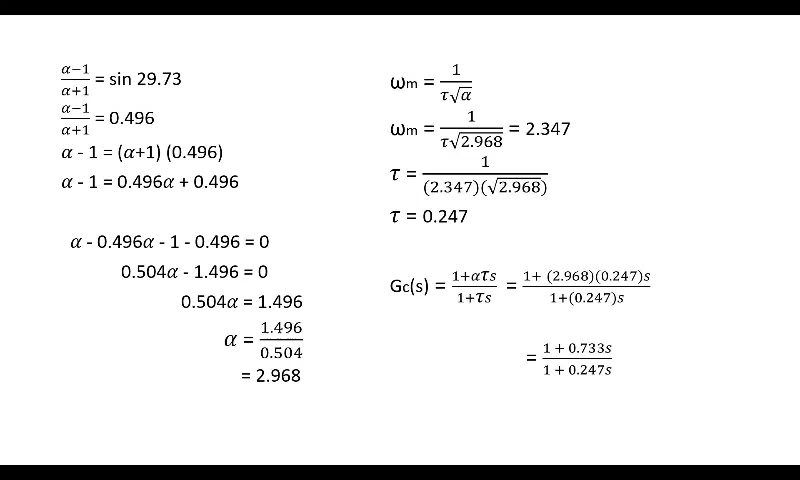 (α−1)/(α+1) = sin 29.73
(α−1)/(α+1) = 0.496
α - 1 = (α+1) (0.496)
α - 1 = 0.496α + 0.496
α - 0.496α - 1 - 0.496 = 0
0.504α - 1.496 = 0
0.504α = 1.496
α = 1.496/0.504
= 2.968
ωm = 1/(τ√α)
ωm = 1/(τ√2.968) = 2.347
τ = 1/((2.347)(√2.968))
τ = 0.247
Gc(s) = (1+ατs)/(1+τs) = (1+ (2.968)(0.247)s)/(1+(0.247)s)
= (1 + 0.733s)/(1 + 0.247s)